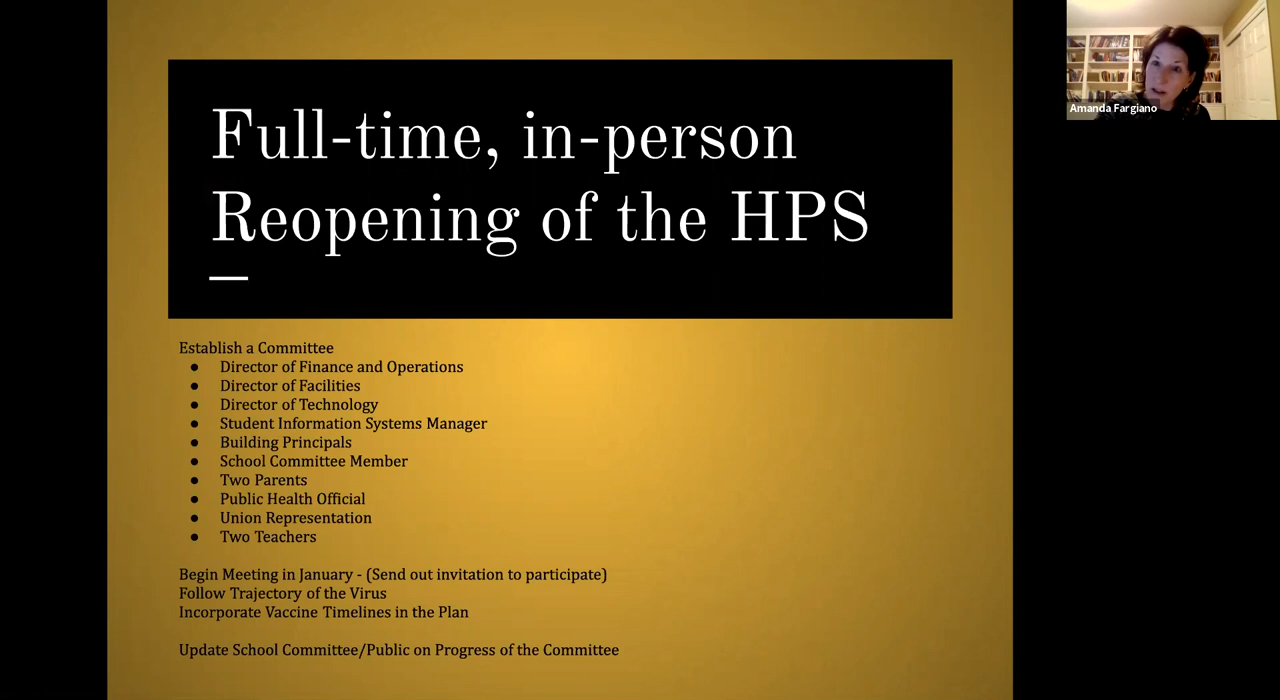 Full-time, in-person
Reopening of the HPS
Establish a Committee
● Director of Finance and Operations
● Director of Facilities
● Director of Technology
● Student Information Systems Manager
● Building Principals
● School Committee Member
● Two Parents
● Public Health Official
● Union Representation
● Two Teachers
Begin Meeting in January - (Send out invitation to participate)
Follow Trajectory of the Virus
Incorporate Vaccine Timelines in the Plan
Update School Committee/Public on Progress of the Committee
Amanda Fargiano